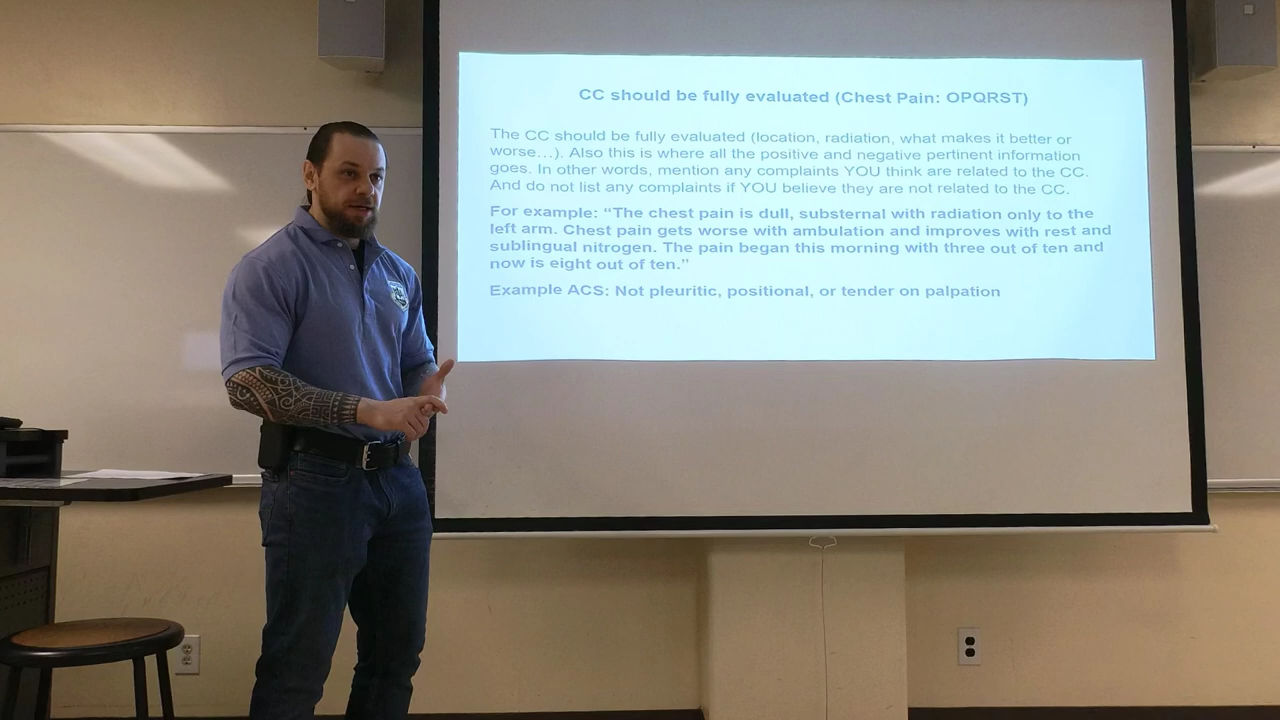 CC should be fully evaluated (Chest Pain: OPQRST)
The CC should be fully evaluated (location, radiation, what makes it better or
worse…). Also this is where all the positive and negative pertinent information
goes. In other words, mention any complaints YOU think are related to the CC.
And do not list any complaints if YOU believe they are not related to the CC.
For example: “The chest pain is dull, substernal with radiation only to the
left arm. Chest pain gets worse with ambulation and improves with rest and
sublingual nitrogen. The pain began this morning with three out of ten and
now is eight out of ten.”
Example ACS: Not pleuritic, positional, or tender on palpation